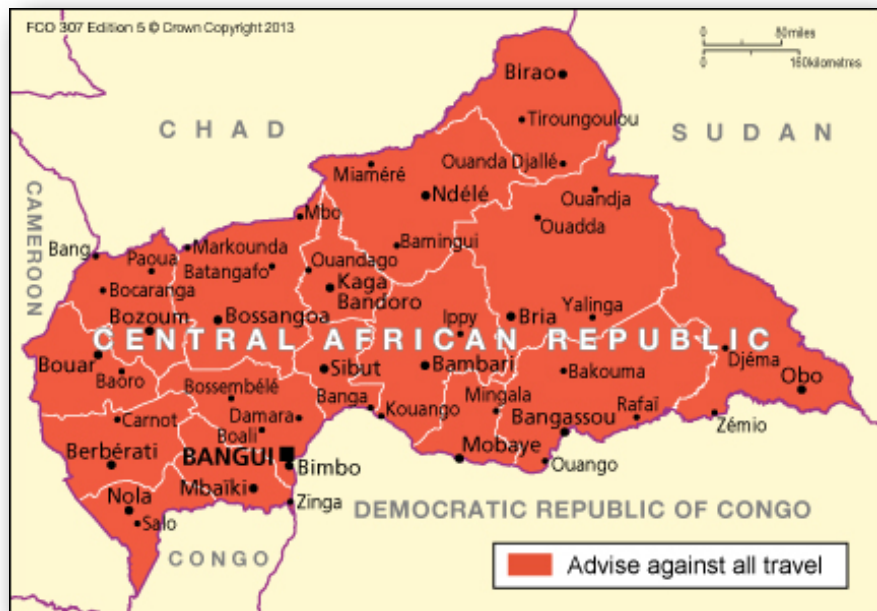 FCO 307 Edition 5 © Crown Copyright 2013
0 80miles
0 160kilometres
Birao
CHAD
Tiroungoulou
SUDAN
Miaméré
Ouanda Djallé
CAMEROON
Ndélé
Ouandja
Mbo
Ouadda
Bang
Markounda
Bamingui
Paoua
Batangafo
Ouandago
Bocaranga
Kaga
Bandoro
Bozoum
Bossangoa
Ippy
Bria
Yalinga
CENTRAL AFRICAN REPUBLIC
Bouar
Sibut
Bambari
Djéma
Baoro
Bakouma
Obo
Bossembélé
Banga
Kouango
Mingala
Carnot
Damara
Bangassou
Rafaï
Zémio
Boali
Berbérati
BANGUI
Bimbo
Mobaye
Ouango
Nola
Mbaïki
Zinga
Salo
DEMOCRATIC REPUBLIC OF CONGO
CONGO
Advise against all travel